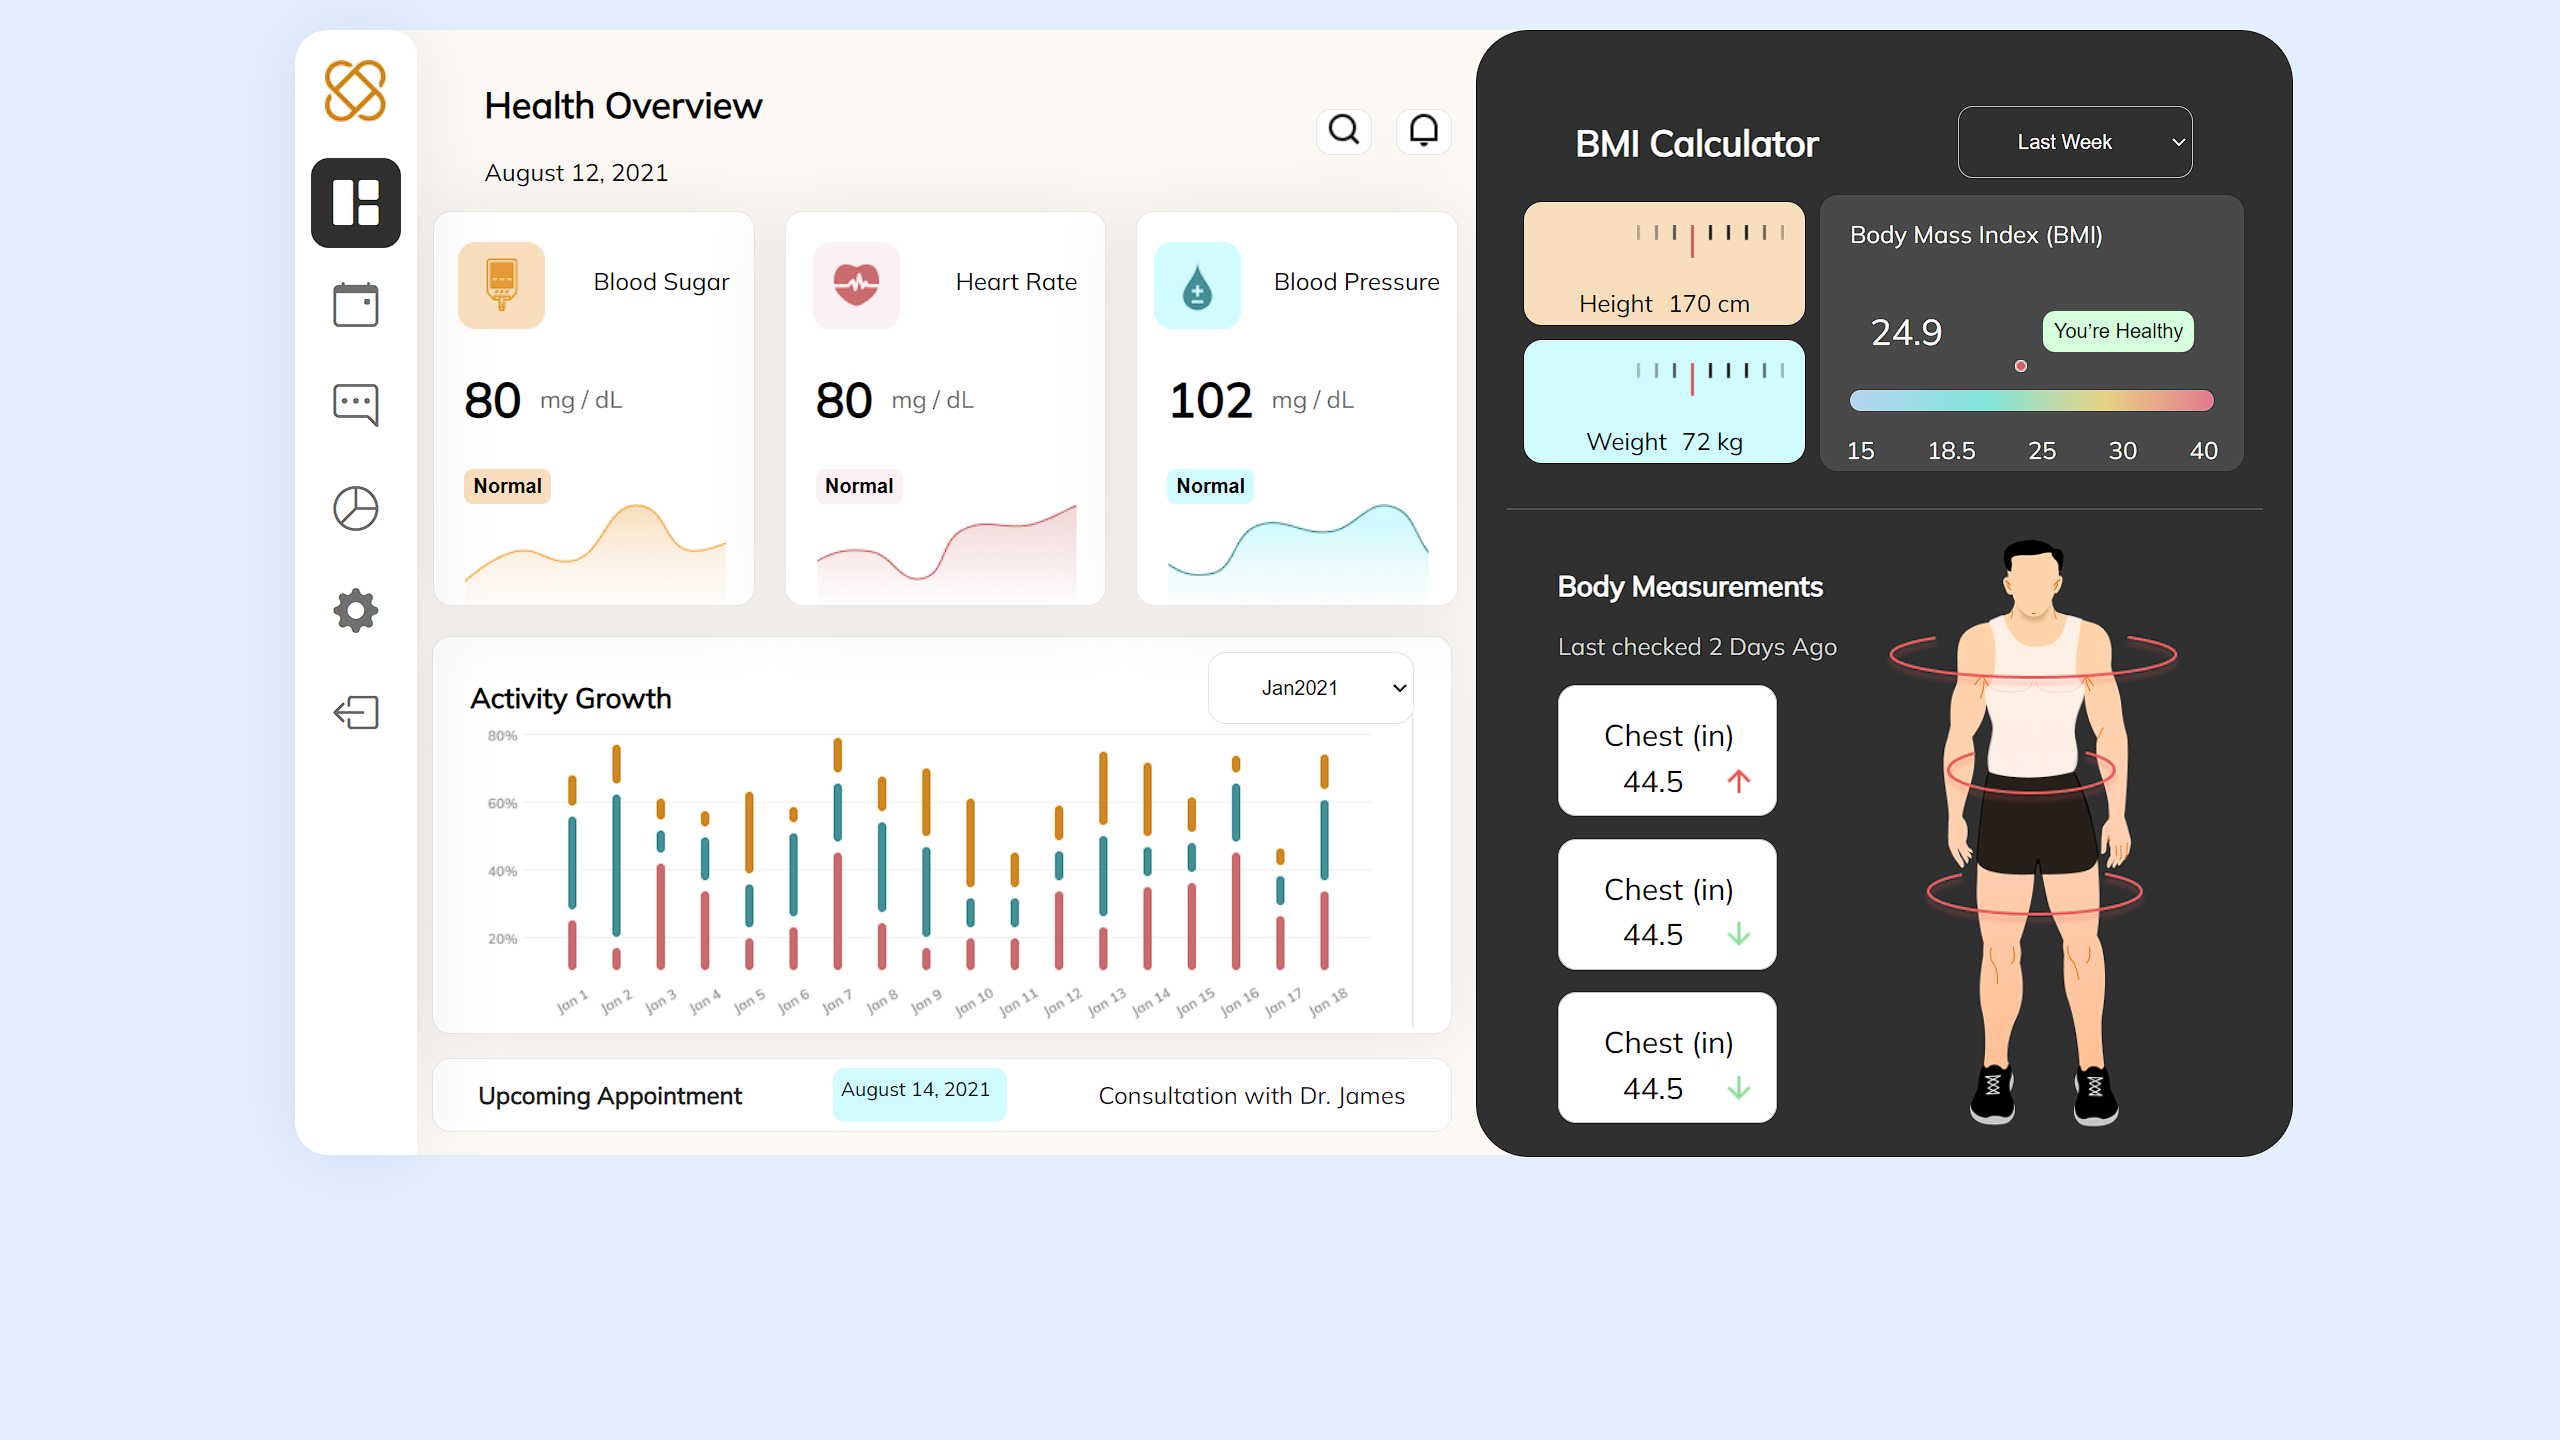 Health Overview
August 12, 2021
Blood Sugar
80 mg / dL
Normal
Heart Rate
80 mg / dL
Normal
Blood Pressure
102 mg / dL
Normal
Activity Growth
Jan2021
80%
60%
40%
20%
Jan 1 Jan 2 Jan 3 Jan 4 Jan 5 Jan 6 Jan 7 Jan 8 Jan 9 Jan 10 Jan 11 Jan 12 Jan 13 Jan 14 Jan 15 Jan 16 Jan 17 Jan 18
Upcoming Appointment
August 14, 2021
Consultation with Dr. James
BMI Calculator
Last Week
Height 170 cm
Weight 72 kg
Body Mass Index (BMI)
24.9
You’re Healthy
15 18.5 25 30 40
Body Measurements
Last checked 2 Days Ago
Chest (in)
44.5
Chest (in)
44.5
Chest (in)
44.5